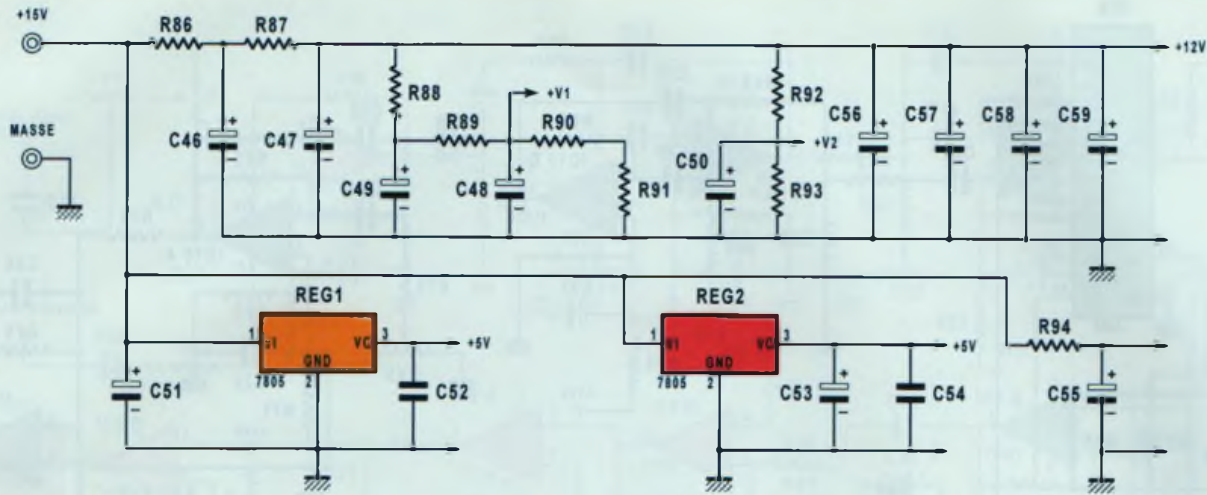 +15V
R86
R87
+12V
R88
+V1
R92
C56
C57
C58
C59
MASSE
C46
C47
R89
R90
C50
+V2
C49
C48
R91
R93
REG1
REG2
1
3
+5V
GND
7805
2
C51
C52
1
3
+5V
VC
GND
7805
2
C53
C54
R94
C55
+
-